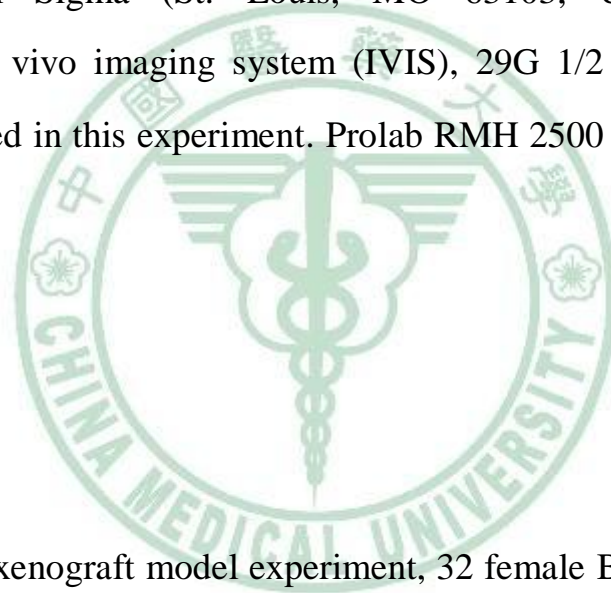 Sigma (St. Louis, MO 63103,
vivo imaging system (IVIS), 29G 1/2
ed in this experiment. Prolab RMH 2500
中國醫藥大學
CHINA MEDICAL UNIVERSITY
xenograft model experiment, 32 female B